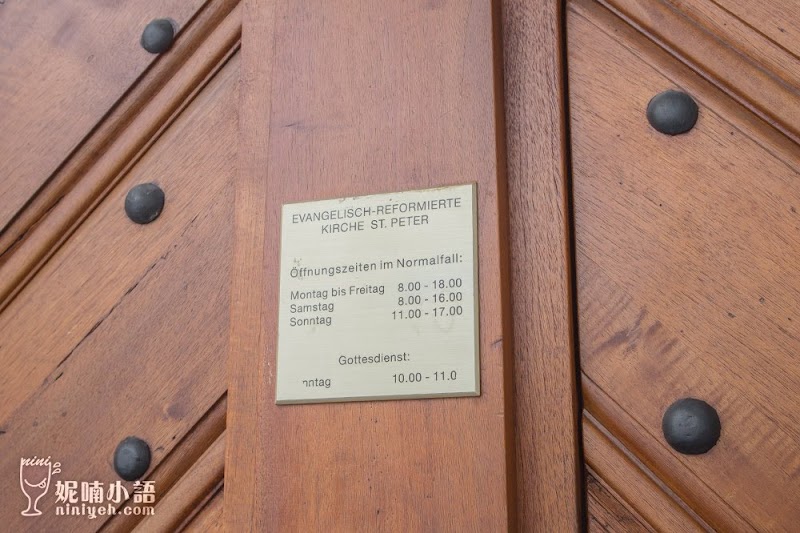 EVANGELISCH-REFORMIERTE
KIRCHE ST. PETER
Öffnungszeiten im Normalfall:
Montag bis Freitag 8.00 - 18.00
Samstag 8.00 - 16.00
Sonntag 11.00 - 17.00
Gottesdienst:
nntag 10.00 - 11.0
nini
妮喃小語
niniyeh.com